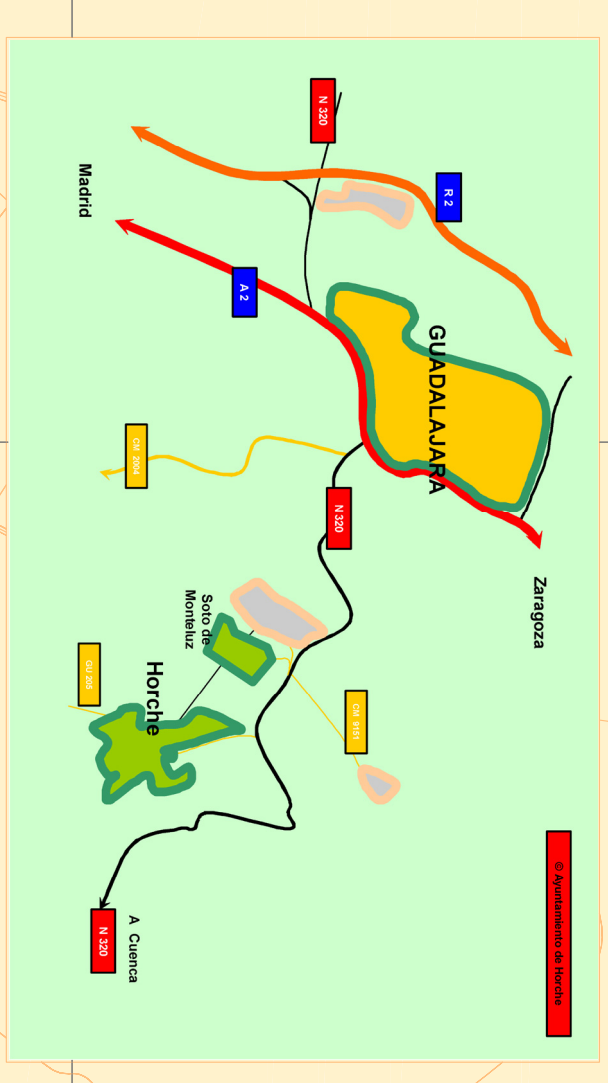 N 320
R 2
Madrid
A 2
GUADALAJARA
CM 2004
N 320
Zaragoza
Soto de
Monteluz
Horche
GU 205
CM 9151
© Ayuntamiento de Horche
A Cuenca
N 320